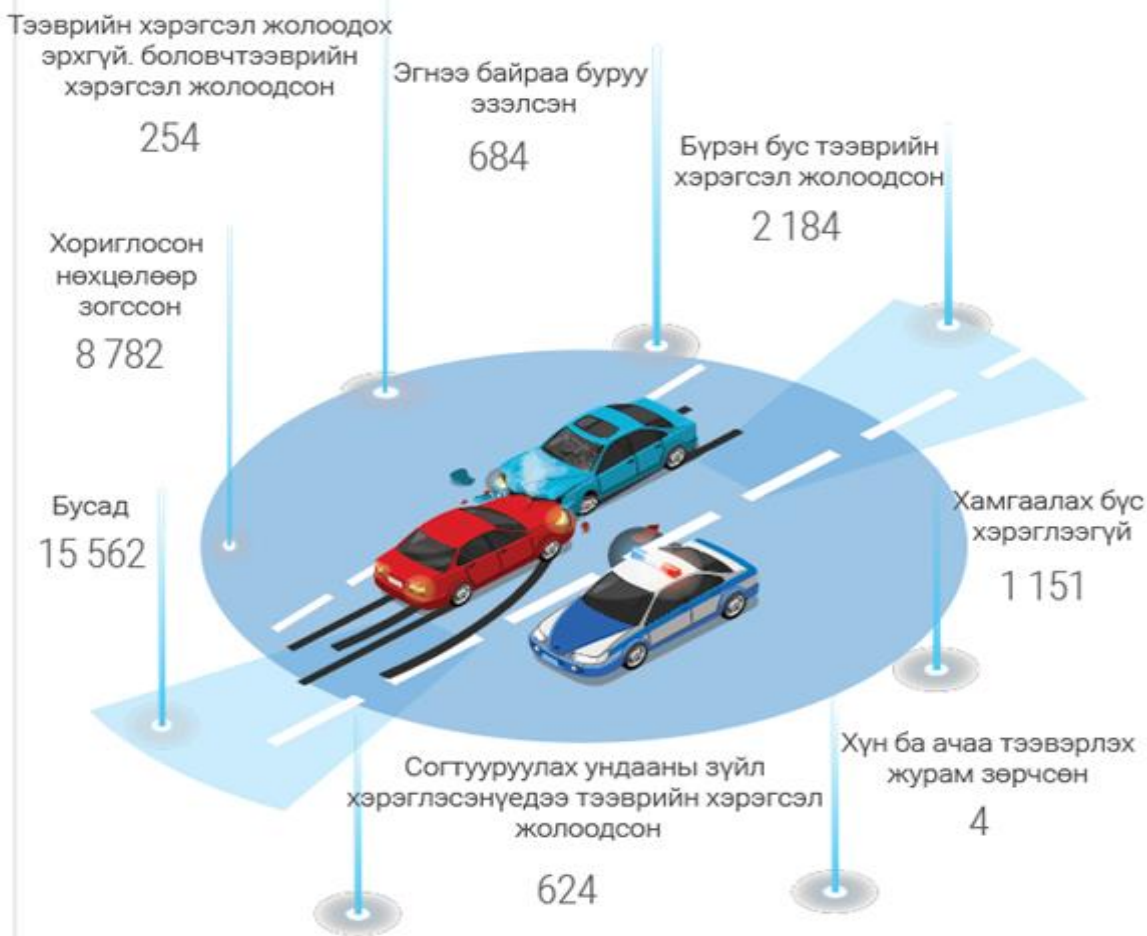 Тээврийн хэрэгсэл жолоодох
эрхгүй. боловчтээврийн
хэрэгсэл жолоодсон
254
Эгнээ байраа буруу
эзэлсэн
684
Бүрэн бус тээврийн
хэрэгсэл жолоодсон
2 184
Хориглосон
нөхцөлөөр
зогссон
8 782
Бусад
15 562
Хамгаалах бүс
хэрэглээгүй
1 151
Согтууруулах ундааны зүйл
хэрэглэсэнүедээ тээврийн хэрэгсэл
жолоодсон
624
Хүн ба ачаа тээвэрлэх
журам зөрчсөн
4